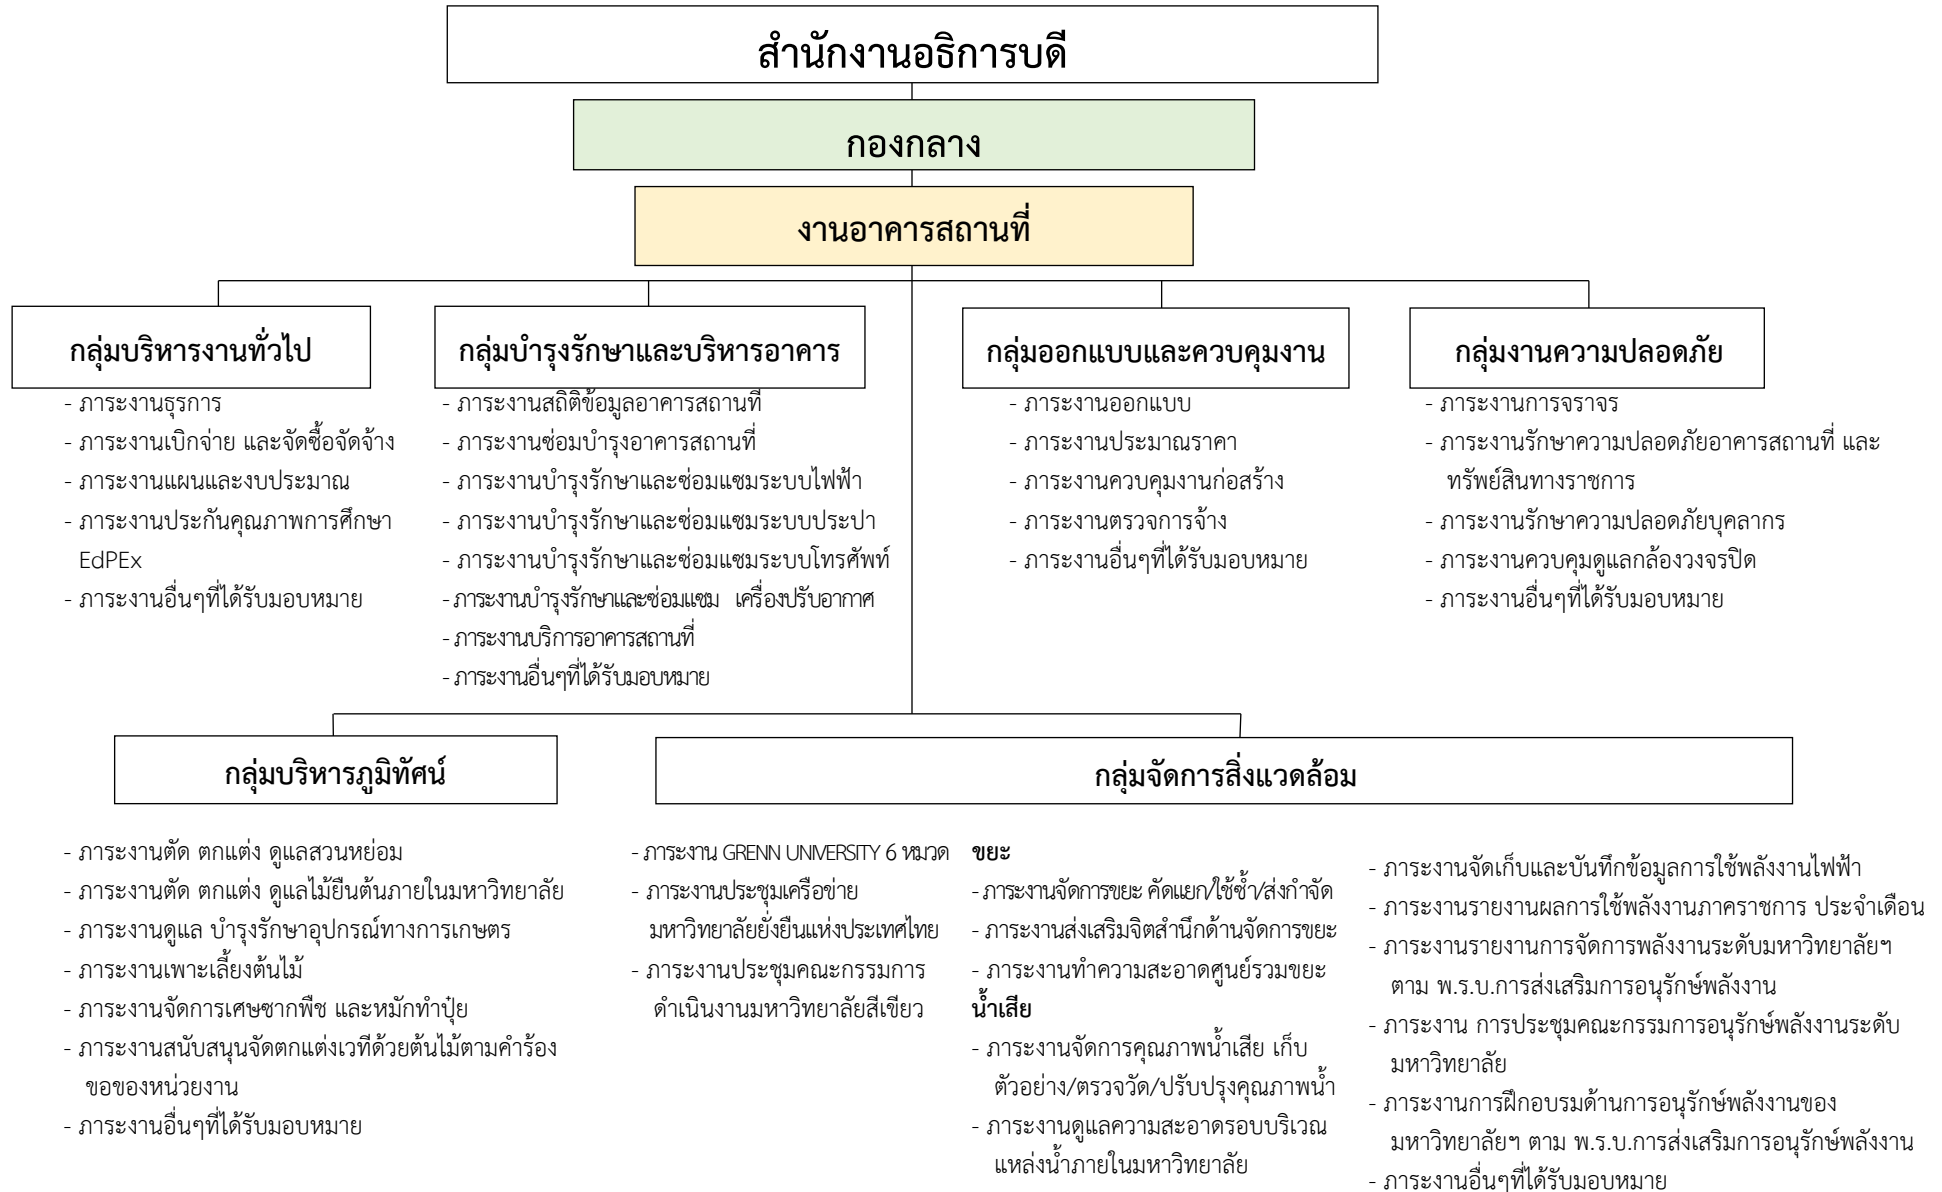 สำนักงานอธิการบดี
กองกลาง
งานอาคารสถานที่
กลุ่มบริหารงานทั่วไป
- ภาระงานธุรการ
- ภาระงานเบิกจ่าย และจัดซื้อจัดจ้าง
- ภาระงานแผนและงบประมาณ
- ภาระงานประกันคุณภาพการศึกษา
EdPEx
- ภาระงานอื่นๆที่ได้รับมอบหมาย
กลุ่มบำรุงรักษาและบริหารอาคาร
- ภาระงานสถิติข้อมูลอาคารสถานที่
- ภาระงานซ่อมบำรุงอาคารสถานที่
- ภาระงานบำรุงรักษาและซ่อมแซมระบบไฟฟ้า
- ภาระงานบำรุงรักษาและซ่อมแซมระบบประปา
- ภาระงานบำรุงรักษาและซ่อมแซมระบบโทรศัพท์
- ภาระงานบำรุงรักษาและซ่อมแซม เครื่องปรับอากาศ
- ภาระงานบริการอาคารสถานที่
- ภาระงานอื่นๆที่ได้รับมอบหมาย
กลุ่มออกแบบและควบคุมงาน
- ภาระงานออกแบบ
- ภาระงานประมาณราคา
- ภาระงานควบคุมงานก่อสร้าง
- ภาระงานตรวจการจ้าง
- ภาระงานอื่นๆที่ได้รับมอบหมาย
กลุ่มงานความปลอดภัย
- ภาระงานการจราจร
- ภาระงานรักษาความปลอดภัยอาคารสถานที่ และ
ทรัพย์สินทางราชการ
- ภาระงานรักษาความปลอดภัยบุคลากร
- ภาระงานควบคุมดูแลกล้องวงจรปิด
- ภาระงานอื่นๆที่ได้รับมอบหมาย
กลุ่มบริหารภูมิทัศน์
- ภาระงานตัด ตกแต่ง ดูแลสวนหย่อม
- ภาระงานตัด ตกแต่ง ดูแลไม้ยืนต้นภายในมหาวิทยาลัย
- ภาระงานดูแล บำรุงรักษาอุปกรณ์ทางการเกษตร
- ภาระงานเพาะเลี้ยงต้นไม้
- ภาระงานจัดการเศษซากพืช และหมักทำปุ๋ย
- ภาระงานสนับสนุนจัดตกแต่งเวทีด้วยต้นไม้ตามคำร้อง
ขอของหน่วยงาน
- ภาระงานอื่นๆที่ได้รับมอบหมาย
กลุ่มจัดการสิ่งแวดล้อม
- ภาระงาน GRENN UNIVERSITY 6 หมวด
- ภาระงานประชุมเครือข่าย
มหาวิทยาลัยยั่งยืนแห่งประเทศไทย
- ภาระงานประชุมคณะกรรมการ
ดำเนินงานมหาวิทยาลัยสีเขียว
ขยะ
- ภาระงานจัดการขยะ คัดแยก/ใช้ซ้ำ/ส่งกำจัด
- ภาระงานส่งเสริมจิตสำนึกด้านจัดการขยะ
- ภาระงานทำความสะอาดศูนย์รวมขยะ
น้ำเสีย
- ภาระงานจัดการคุณภาพน้ำเสีย เก็บ
ตัวอย่าง/ตรวจวัด/ปรับปรุงคุณภาพน้ำ
- ภาระงานดูแลความสะอาดรอบบริเวณ
แหล่งน้ำภายในมหาวิทยาลัย
- ภาระงานจัดเก็บและบันทึกข้อมูลการใช้พลังงานไฟฟ้า
- ภาระงานรายงานผลการใช้พลังงานภาคราชการ ประจำเดือน
- ภาระงานรายงานการจัดการพลังงานระดับมหาวิทยาลัยฯ
ตาม พ.ร.บ.การส่งเสริมการอนุรักษ์พลังงาน
- ภาระงาน การประชุมคณะกรรมการอนุรักษ์พลังงานระดับ
มหาวิทยาลัย
- ภาระงานการฝึกอบรมด้านการอนุรักษ์พลังงานของ
มหาวิทยาลัยฯ ตาม พ.ร.บ.การส่งเสริมการอนุรักษ์พลังงาน
- ภาระงานอื่นๆที่ได้รับมอบหมาย